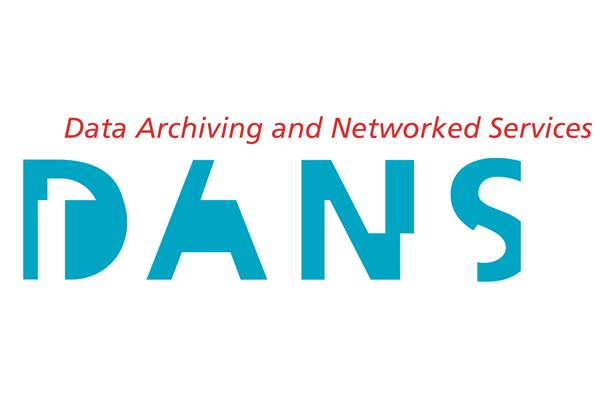 Data Archiving and Networked Services
DANS